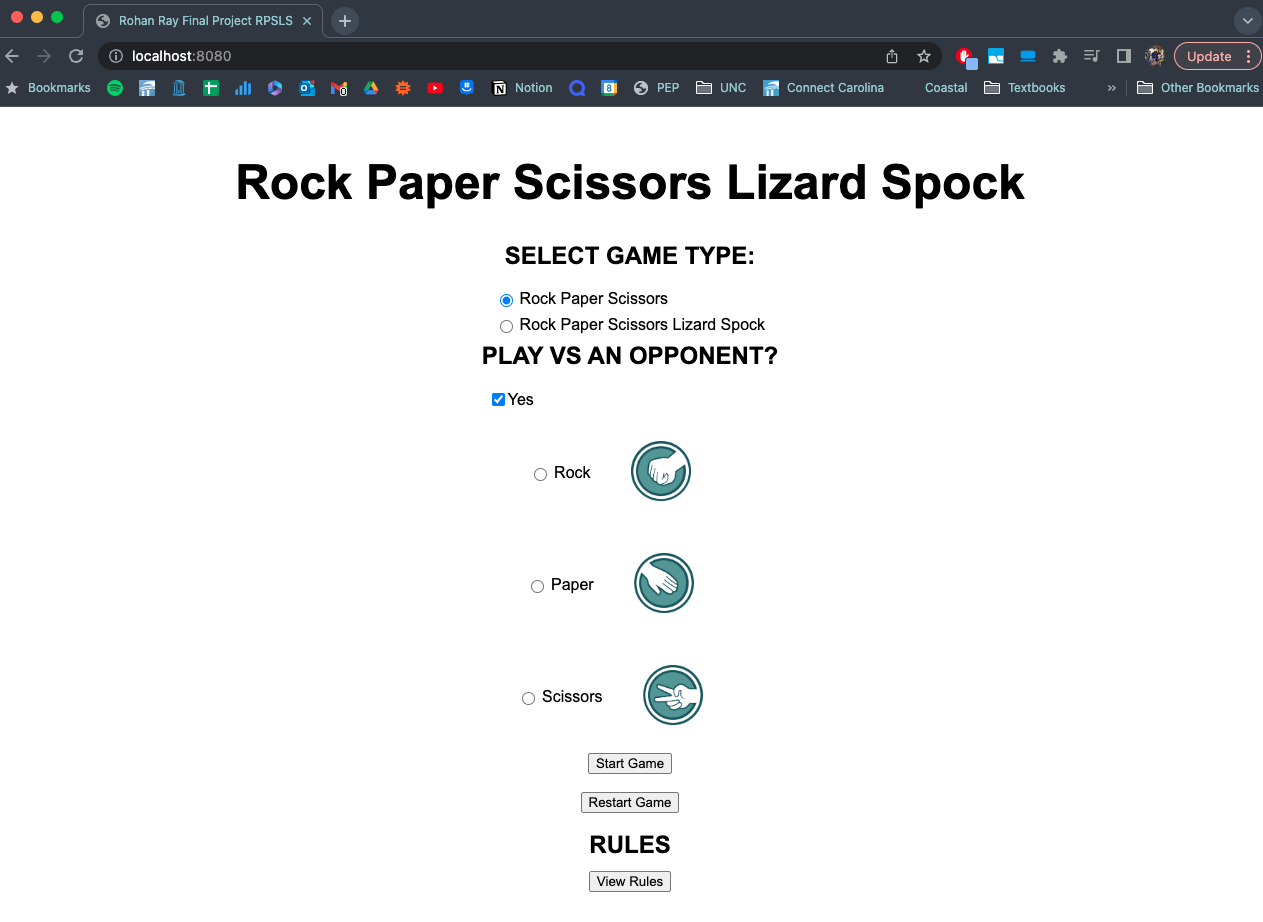 Rohan Ray Final Project RPSLS
localhost:8080
Update
Bookmarks
0
Notion
8
PEP
UNC
Connect Carolina
Coastal
Textbooks
»
Other Bookmarks
Rock Paper Scissors Lizard Spock
SELECT GAME TYPE:
Rock Paper Scissors
Rock Paper Scissors Lizard Spock
PLAY VS AN OPPONENT?
Yes
Rock
Paper
Scissors
Start Game
Restart Game
RULES
View Rules